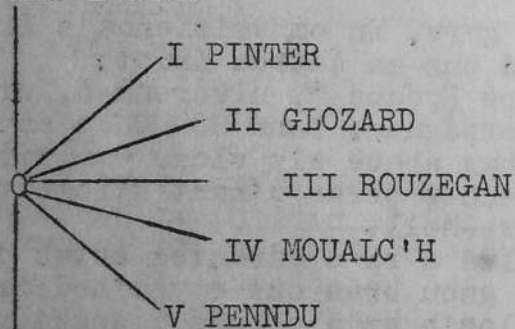 I PINTER
II GLOZARD
III ROUZEGAN
IV MOUALC'H
V PENNDU